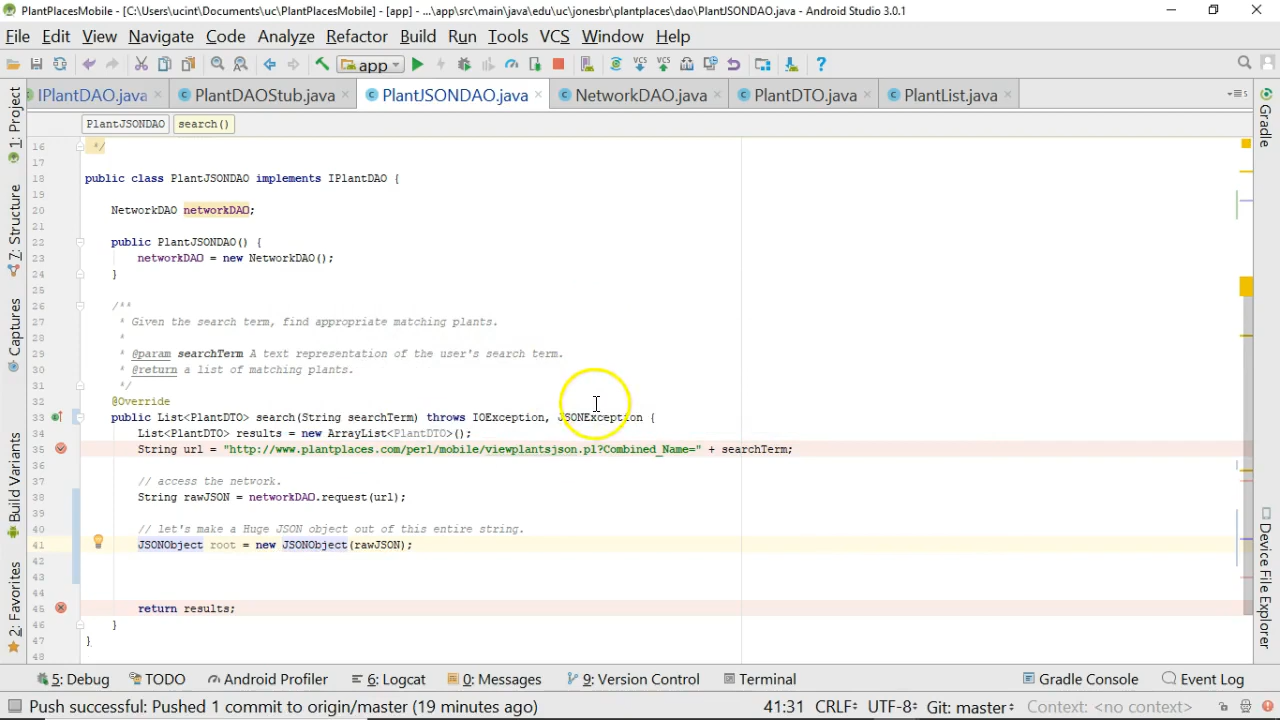 PlantPlacesMobile - [C:\Users\ucint\Documents\uc\PlantPlacesMobile] - [app] - ...\app\src\main\java\edu\uc\jonesbr\plantplaces\dao\PlantJSONDAO.java - Android Studio 3.0.1
File Edit View Navigate Code Analyze Refactor Build Run Tools VCS Window Help
app
IPlantDAO.java PlantDAOStub.java PlantJSONDAO.java NetworkDAO.java PlantDTO.java PlantList.java
PlantJSONDAO search()
1: Project
7: Structure
Captures
Build Variants
2: Favorites
16 */
17
18 public class PlantJSONDAO implements IPlantDAO {
19
20 NetworkDAO networkDAO;
21
22 public PlantJSONDAO() {
23 networkDAO = new NetworkDAO();
24 }
25
26 /**
27 * Given the search term, find appropriate matching plants.
28 *
29 * @param searchTerm A text representation of the user's search term.
30 * @return a list of matching plants.
31 */
32 @Override
33 public List<PlantDTO> search(String searchTerm) throws IOException, JSONException {
34 List<PlantDTO> results = new ArrayList<PlantDTO>();
35 String url = "http://www.plantplaces.com/perl/mobile/viewplantsjson.pl?Combined_Name=" + searchTerm;
36
37 // access the network.
38 String rawJSON = networkDAO.request(url);
39
40 // let's make a Huge JSON object out of this entire string.
41 JSONObject root = new JSONObject(rawJSON);
42
43
44
45 return results;
46 }
47 }
48
Gradle
Device File Explorer
5: Debug TODO Android Profiler 6: Logcat 0: Messages 9: Version Control Terminal Gradle Console Event Log
Push successful: Pushed 1 commit to origin/master (19 minutes ago) 41:31 CRLF UTF-8 Git: master Context: <no context>